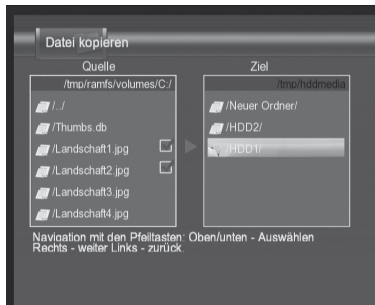 Datei kopieren
Quelle
Ziel
/tmp/ramfs/volumes/C:/
/tmp/hddmedia
/../
/Thumbs.db
/Landschaft1.jpg
/Landschaft2.jpg
/Landschaft3.jpg
/Landschaft4.jpg
/Neuer Ordner/
/HDD2/
/HDD1/
Navigation mit den Pfeiltasten: Oben/unten - Auswählen
Rechts - weiter Links - zurück.